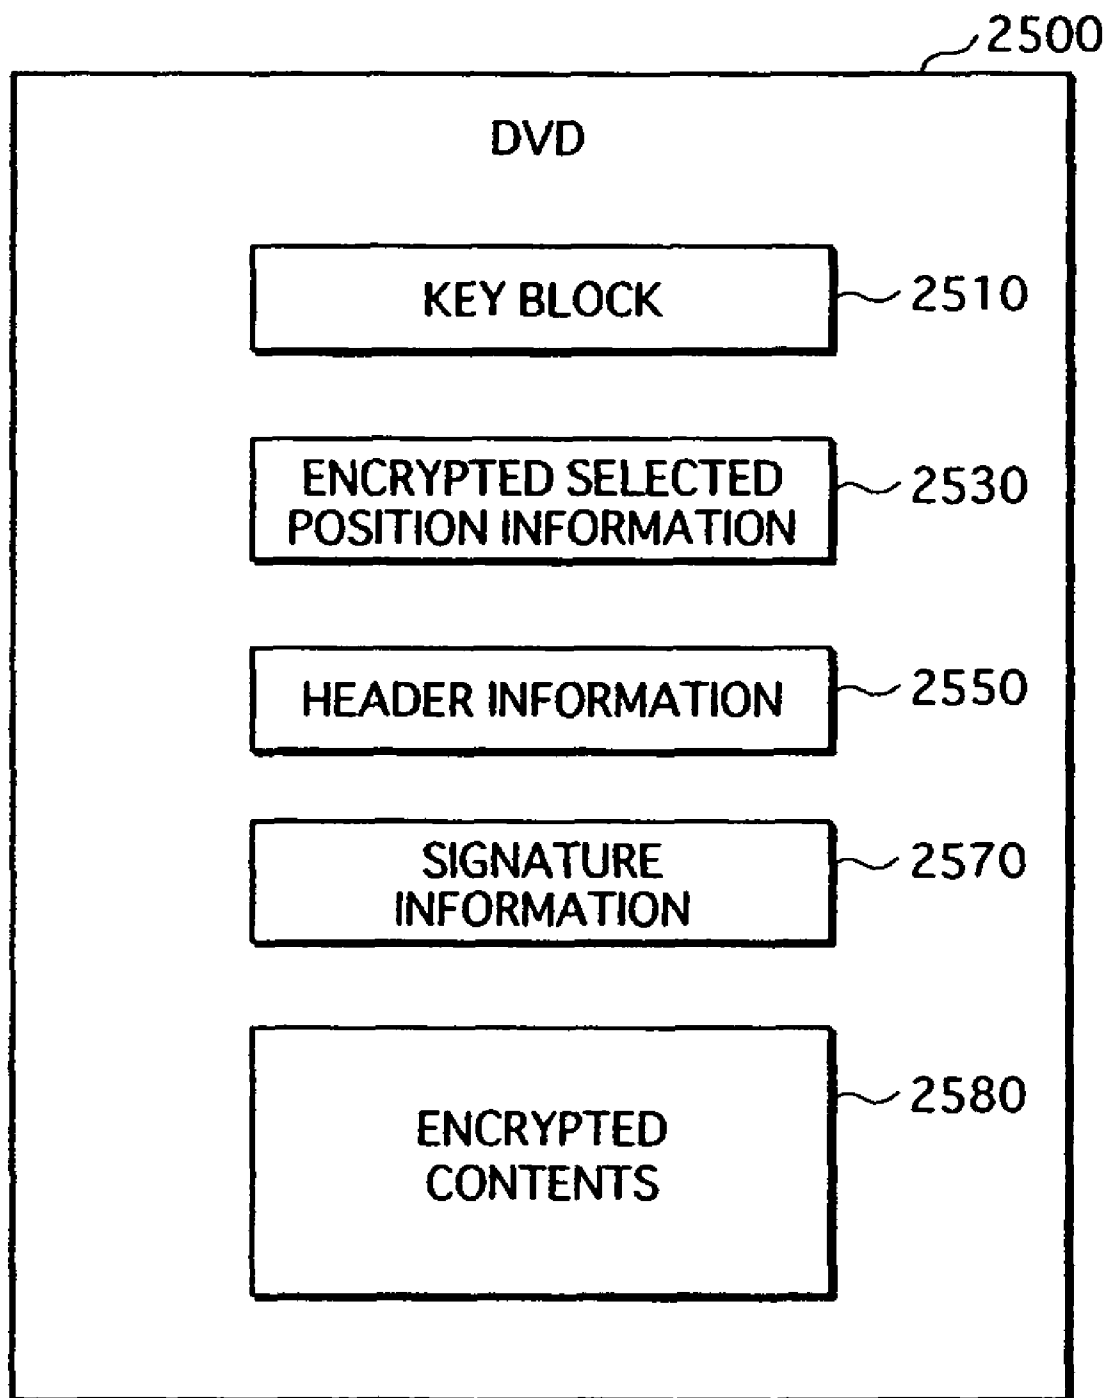 2500
DVD
KEY BLOCK
2510
ENCRYPTED SELECTED
POSITION INFORMATION
2530
HEADER INFORMATION
2550
SIGNATURE
INFORMATION
2570
ENCRYPTED
CONTENTS
2580